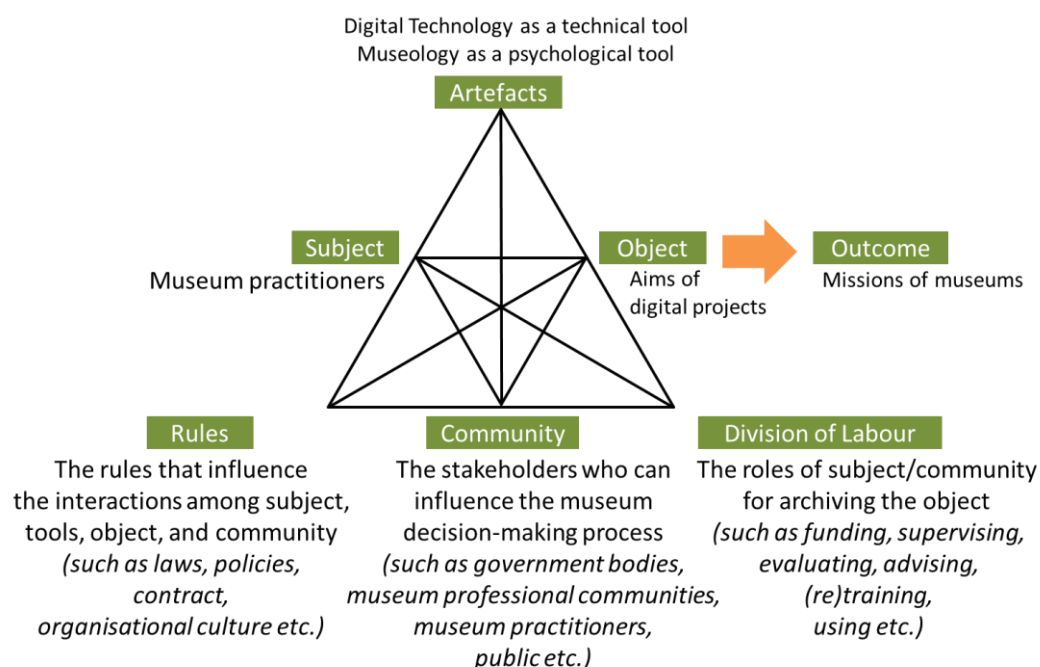 Digital Technology as a technical tool
Museology as a psychological tool
Artefacts
Subject
Museum practitioners
Object
Aims of
digital projects
Outcome
Missions of museums
Rules
The rules that influence
the interactions among subject,
tools, object, and community
(such as laws, policies,
contract,
organisational culture etc.)
Community
The stakeholders who can
influence the museum
decision-making process
(such as government bodies,
museum professional communities,
museum practitioners,
public etc.)
Division of Labour
The roles of subject/community
for archiving the object
(such as funding, supervising,
evaluating, advising,
(re)training,
using etc.)